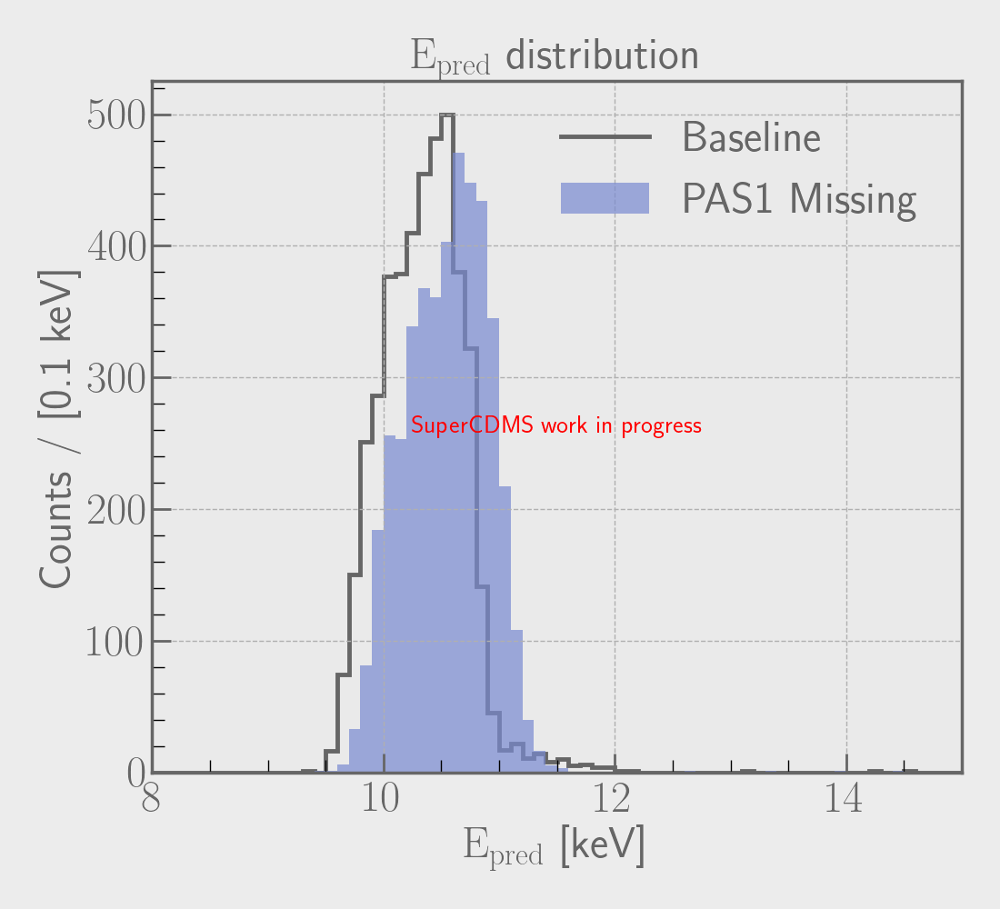 E_pred distribution
500
400
300
200
100
0
Counts / [0.1 keV]
Baseline
PAS1 Missing
SuperCDMS work in progress
8 10 12 14
E_pred [keV]